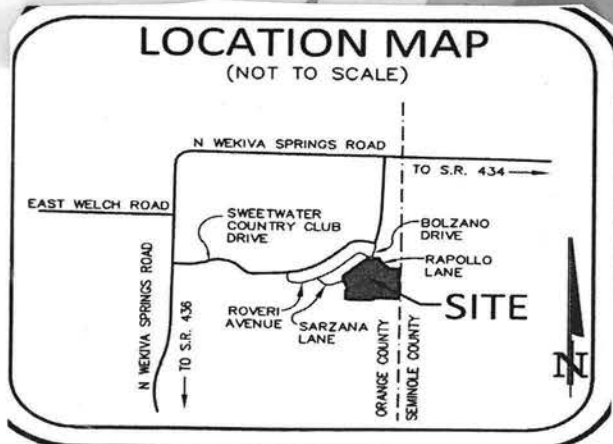 LOCATION MAP
(NOT TO SCALE)
N WEKIVA SPRINGS ROAD
TO S.R. 434
EAST WELCH ROAD
SWEETWATER
COUNTRY CLUB
DRIVE
BOLZANO
DRIVE
RAPOLLO
LANE
SITE
ROVERI
AVENUE
SARZANA
LANE
N WEKIVA SPRINGS ROAD
TO S.R. 436
ORANGE COUNTY
SEMINOLE COUNTY
N